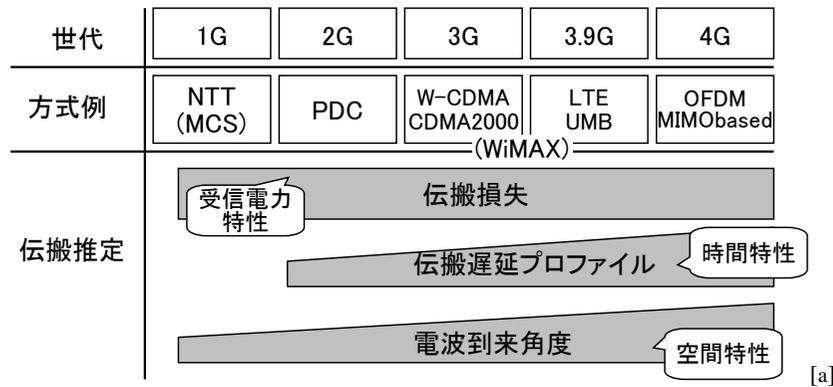 世代 1G 2G 3G 3.9G 4G
方式例 NTT (MCS) PDC W-CDMA CDMA2000 LTE UMB OFDM MIMObased
(WiMAX)
伝搬推定
伝搬損失
受信電力
特性
伝搬遅延プロファイル
時間特性
電波到来角度
空間特性
[a]